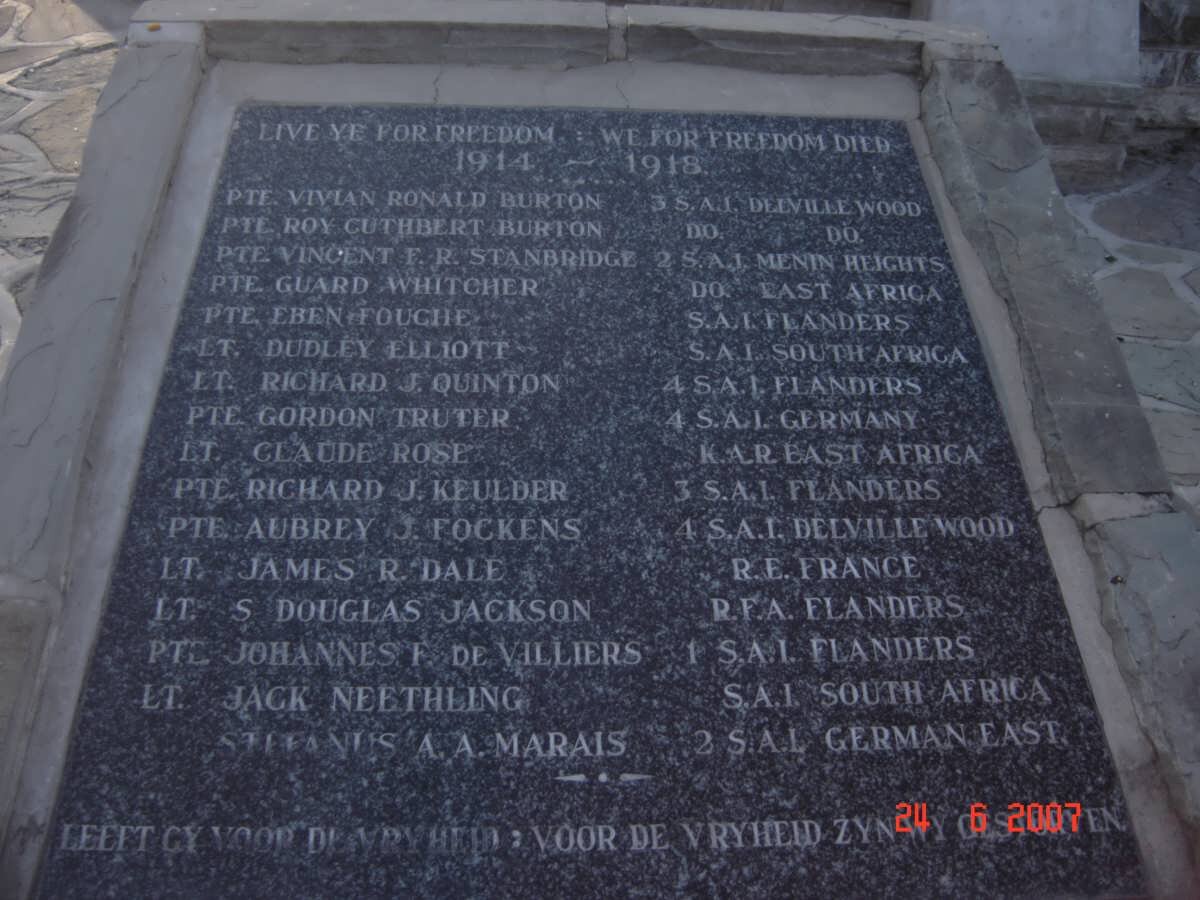 LIVE YE FOR FREEDOM : WE FOR FREEDOM DIED
1914 ~ 1918
PTE. VIVIAN RONALD BURTON 3 S.A.I. DELVILLE WOOD
PTE. ROY CUTHBERT BURTON DO. DO.
PTE. VINCENT F. R. STANBRIDGE 2 S.A.I. MENIN HEIGHTS
PTE. GUARD WHITCHER DO. EAST AFRICA
PTE. EBEN FOUCHE S.A.I. FLANDERS
LT. DUDLEY ELLIOTT S.A.I. SOUTH AFRICA
LT. RICHARD J. QUINTON 4 S.A.I. FLANDERS
PTE. GORDON TRUTER 4 S.A.I. GERMANY
LT. CLAUDE ROSE K.A.R. EAST AFRICA
PTE. RICHARD J. KEULDER 3 S.A.I. FLANDERS
PTE. AUBREY J. FOCKENS 4 S.A.I. DELVILLE WOOD
LT. JAMES R. DALE R.E. FRANCE
LT. S DOUGLAS JACKSON R.F.A. FLANDERS
PTE. JOHANNES F. DE VILLIERS 1 S.A.I. FLANDERS
LT. JACK NEETHLING S.A.I. SOUTH AFRICA
STEFANUS A. A. MARAIS 2 S.A.I. GERMAN EAST
LEEFT GY VOOR DE VRYHEID : VOOR DE VRYHEID ZYN
24 6 2007